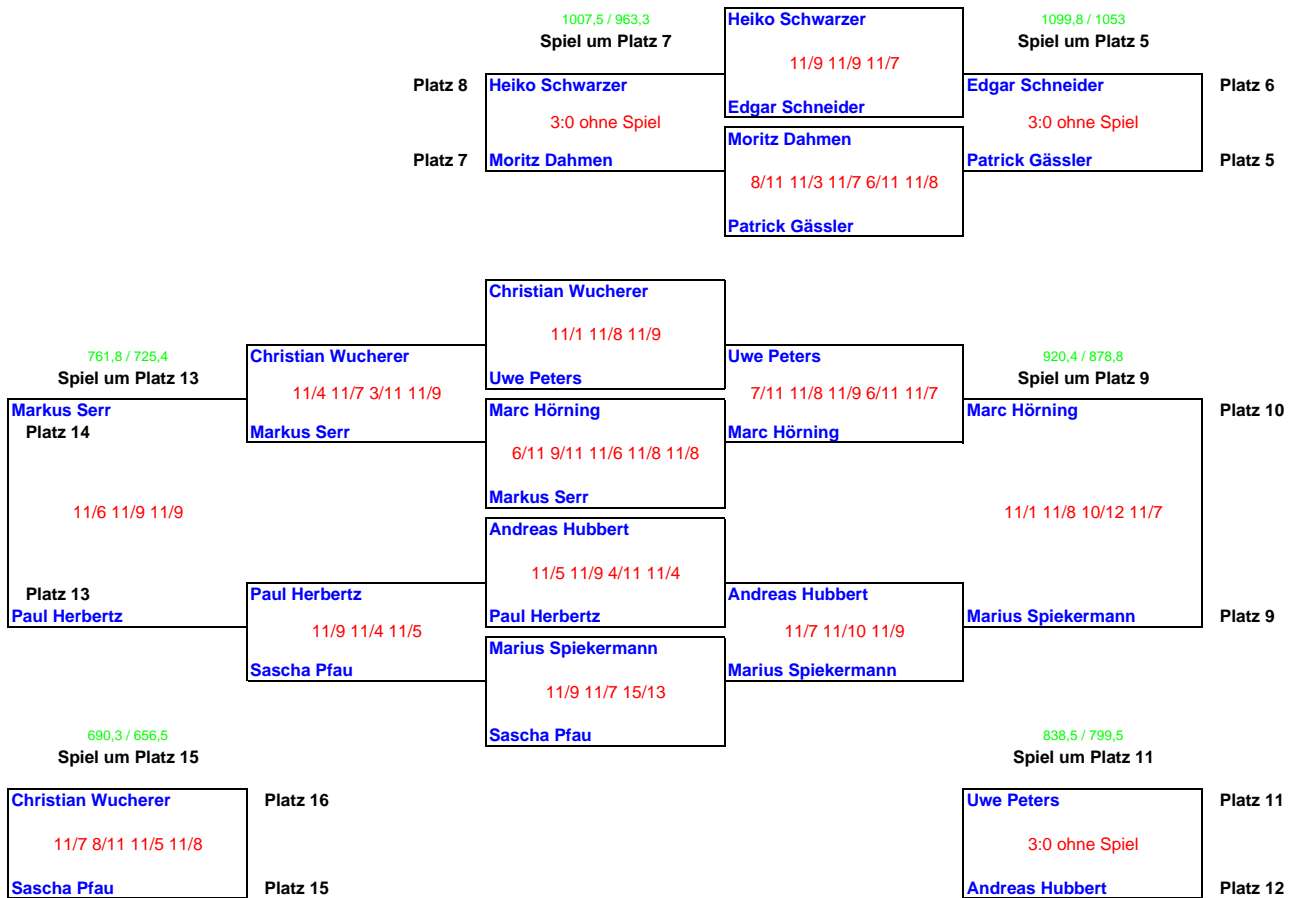 1007,5 / 963,3 Heiko Schwarzer 1099,8 / 1053
Spiel um Platz 7 Spiel um Platz 5
11/9 11/9 11/7
Platz 8 Heiko Schwarzer Edgar Schneider Platz 6
Edgar Schneider
3:0 ohne Spiel 3:0 ohne Spiel
Moritz Dahmen
Platz 7 Moritz Dahmen Patrick Gässler Platz 5
8/11 11/3 11/7 6/11 11/8
Patrick Gässler
Christian Wucherer
11/1 11/8 11/9
761,8 / 725,4 Christian Wucherer Uwe Peters 920,4 / 878,8
Spiel um Platz 13 Uwe Peters Spiel um Platz 9
11/4 11/7 3/11 11/9 7/11 11/8 11/9 6/11 11/7
Markus Serr Marc Hörning Marc Hörning Platz 10
Platz 14 Markus Serr Marc Hörning
6/11 9/11 11/6 11/8 11/8
Markus Serr
11/6 11/9 11/9 11/1 11/8 10/12 11/7
Andreas Hubbert
11/5 11/9 4/11 11/4
Platz 13 Paul Herbertz Andreas Hubbert
Paul Herbertz Paul Herbertz Marius Spiekermann Platz 9
11/9 11/4 11/5 11/7 11/10 11/9
Marius Spiekermann
Sascha Pfau Marius Spiekermann
11/9 11/7 15/13
Sascha Pfau
690,3 / 656,5 838,5 / 799,5
Spiel um Platz 15 Spiel um Platz 11
Christian Wucherer Platz 16 Uwe Peters Platz 11
11/7 8/11 11/5 11/8 3:0 ohne Spiel
Sascha Pfau Platz 15 Andreas Hubbert Platz 12